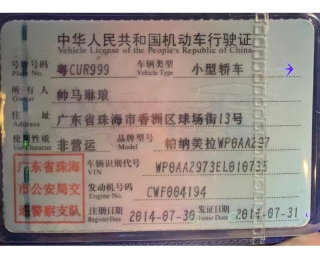 中华人民共和国机动车行驶证
Vehicle License of the People's Republic of China
号牌号码 粤CUR999 车辆类型 小型轿车
Plate No. Vehicle Type
所有人 帅马琳琅
Owner
住址 广东省珠海市香洲区球场街13号
Address
使用性质 非营运 品牌型号 帕纳美拉WP0AA297
Use Character Model
广东省珠海市公安局交通警察支队
车辆识别代号 WP0AA2973EL010735
VIN
发动机号码 CWF004194
Engine No.
注册日期 2014-07-30 发证日期 2014-07-31
Register Date Issue Date